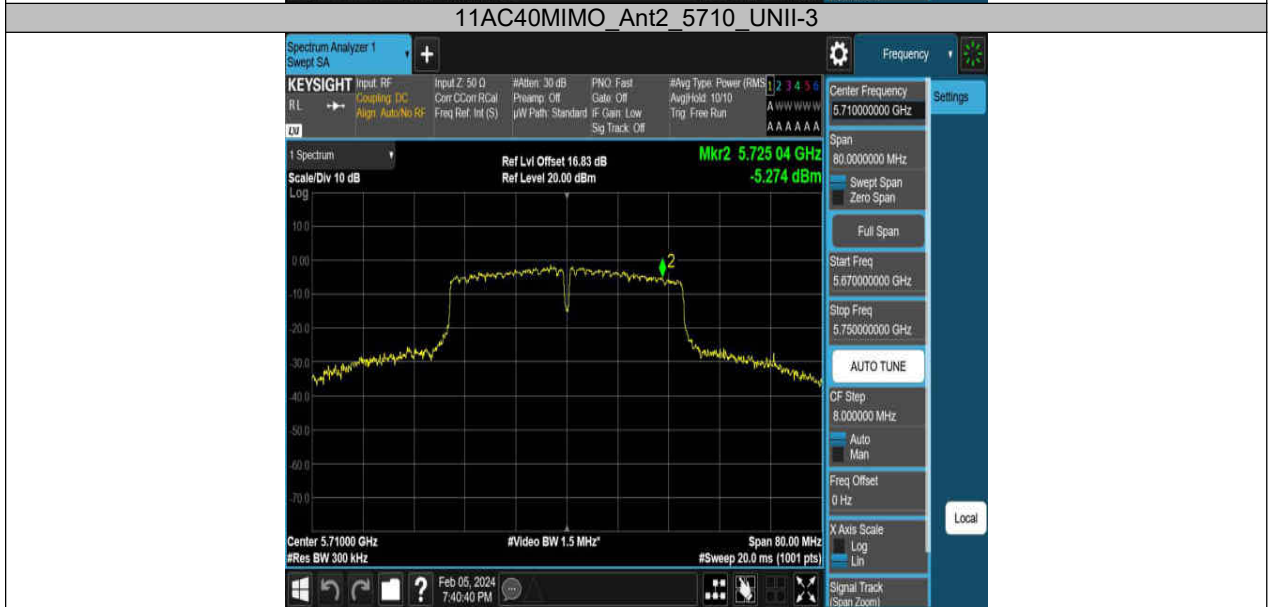 11AC40MIMO_Ant2_5710_UNII-3
Spectrum Analyzer 1
Swept SA
+
Frequency
KEYSIGHT
RL
LXI
Input: RF
Coupling: DC
Align: Auto/No RF
Input Z: 50 Ω
Corr CCorr RCal
Freq Ref: Int (S)
#Atten: 30 dB
Preamp: Off
µW Path: Standard
PNO: Fast
Gate: Off
IF Gain: Low
Sig Track: Off
#Avg Type: Power (RMS
Avg|Hold: 10/10
Trig: Free Run
1 2 3 4 5 6
A W W W W W
A A A A A A
1 Spectrum
Scale/Div 10 dB
Log
Ref Lvl Offset 16.83 dB
Ref Level 20.00 dBm
Mkr2 5.725 04 GHz
-5.274 dBm
10.0
0.00
-10.0
-20.0
-30.0
-40.0
-50.0
-60.0
-70.0
2
Center 5.71000 GHz
#Res BW 300 kHz
#Video BW 1.5 MHz*
Span 80.00 MHz
#Sweep 20.0 ms (1001 pts)
?
Feb 05, 2024
7:40:40 PM
Center Frequency
5.710000000 GHz
Settings
Span
80.0000000 MHz
Swept Span
Zero Span
Full Span
Start Freq
5.670000000 GHz
Stop Freq
5.750000000 GHz
AUTO TUNE
CF Step
8.000000 MHz
Auto
Man
Freq Offset
0 Hz
Local
X Axis Scale
Log
Lin
Signal Track
(Span Zoom)